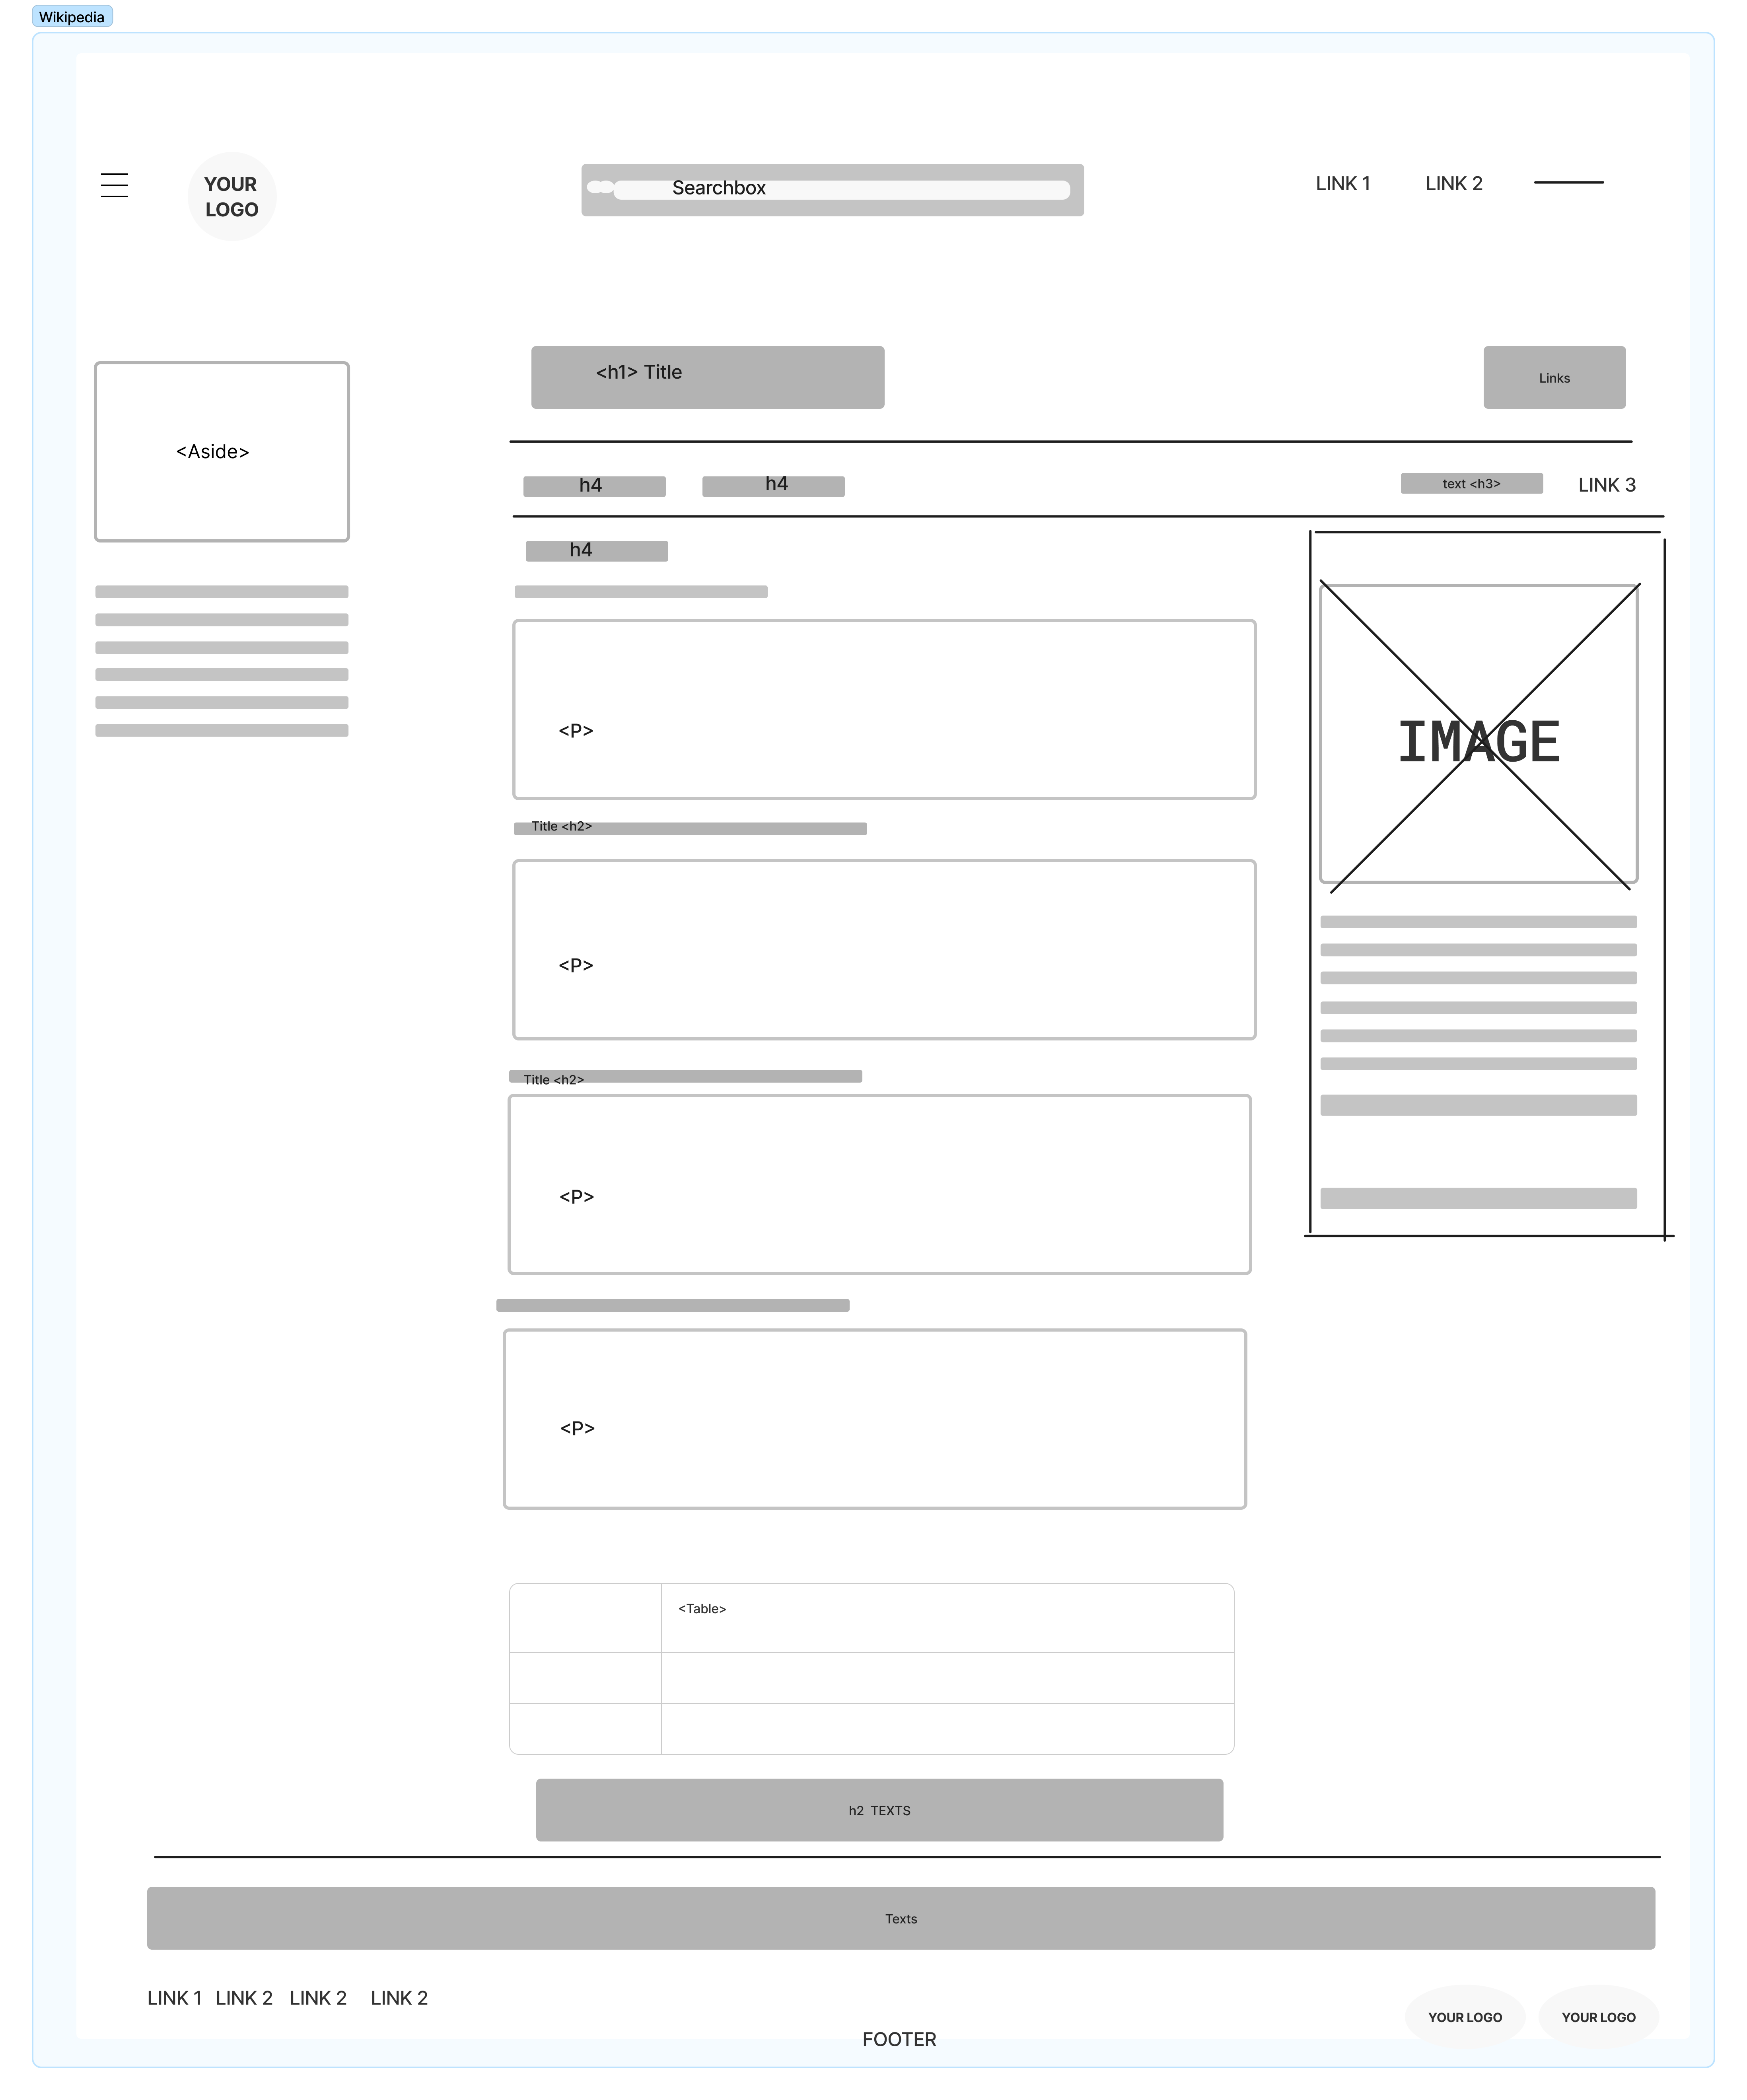 Wikipedia
YOUR
LOGO
Searchbox
LINK 1
LINK 2
<h1> Title
Links
<Aside>
h4
h4
text <h3>
LINK 3
h4
<P>
IMAGE
Title <h2>
<P>
Title <h2>
<P>
<P>
<Table>
h2 TEXTS
Texts
LINK 1
LINK 2
LINK 2
LINK 2
YOUR LOGO
YOUR LOGO
FOOTER